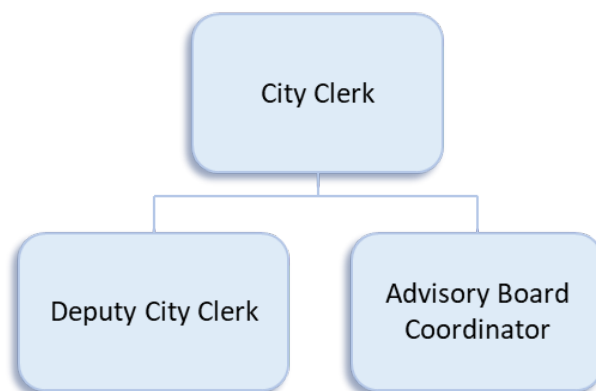 City Clerk
Deputy City Clerk
Advisory Board
Coordinator